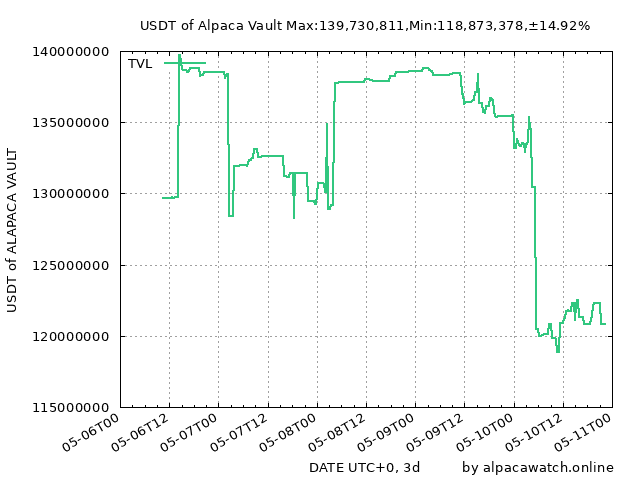 USDT of Alpaca Vault Max:139,730,811,Min:118,873,378,±14.92%
TVL
USDT of ALAPACA VAULT
140000000
135000000
130000000
125000000
120000000
115000000
05-06T00
05-06T12
05-07T00
05-07T12
05-08T00
05-08T12
05-09T00
05-09T12
05-10T00
05-10T12
05-11T00
DATE UTC+0, 3d
by alpacawatch.online